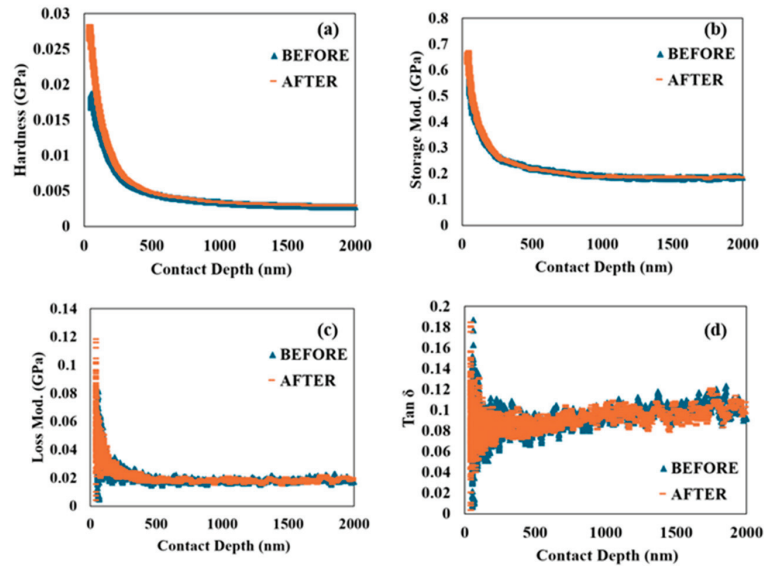 (a)
BEFORE
AFTER
Hardness (GPa)
0.03
0.025
0.02
0.015
0.01
0.005
0
0 500 1000 1500 2000
Contact Depth (nm)
(b)
BEFORE
AFTER
Storage Mod. (GPa)
0.8
0.7
0.6
0.5
0.4
0.3
0.2
0.1
0
0 500 1000 1500 2000
Contact Depth (nm)
(c)
BEFORE
AFTER
Loss Mod. (GPa)
0.14
0.12
0.1
0.08
0.06
0.04
0.02
0
0 500 1000 1500 2000
Contact Depth (nm)
(d)
BEFORE
AFTER
Tan δ
0.2
0.18
0.16
0.14
0.12
0.1
0.08
0.06
0.04
0.02
0
0 500 1000 1500 2000
Contact Depth (nm)